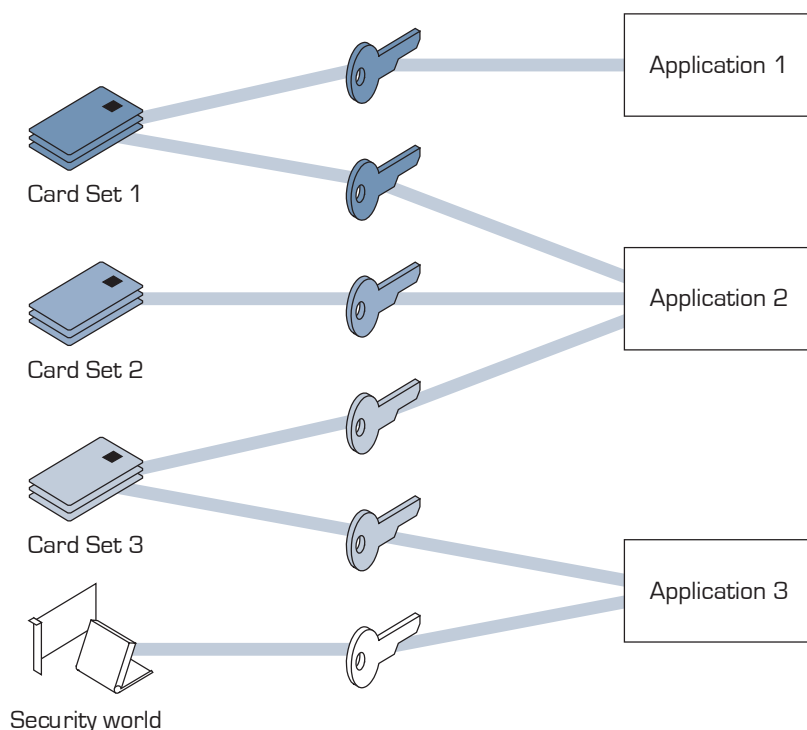 Application 1
Card Set 1
Application 2
Card Set 2
Card Set 3
Application 3
Security world